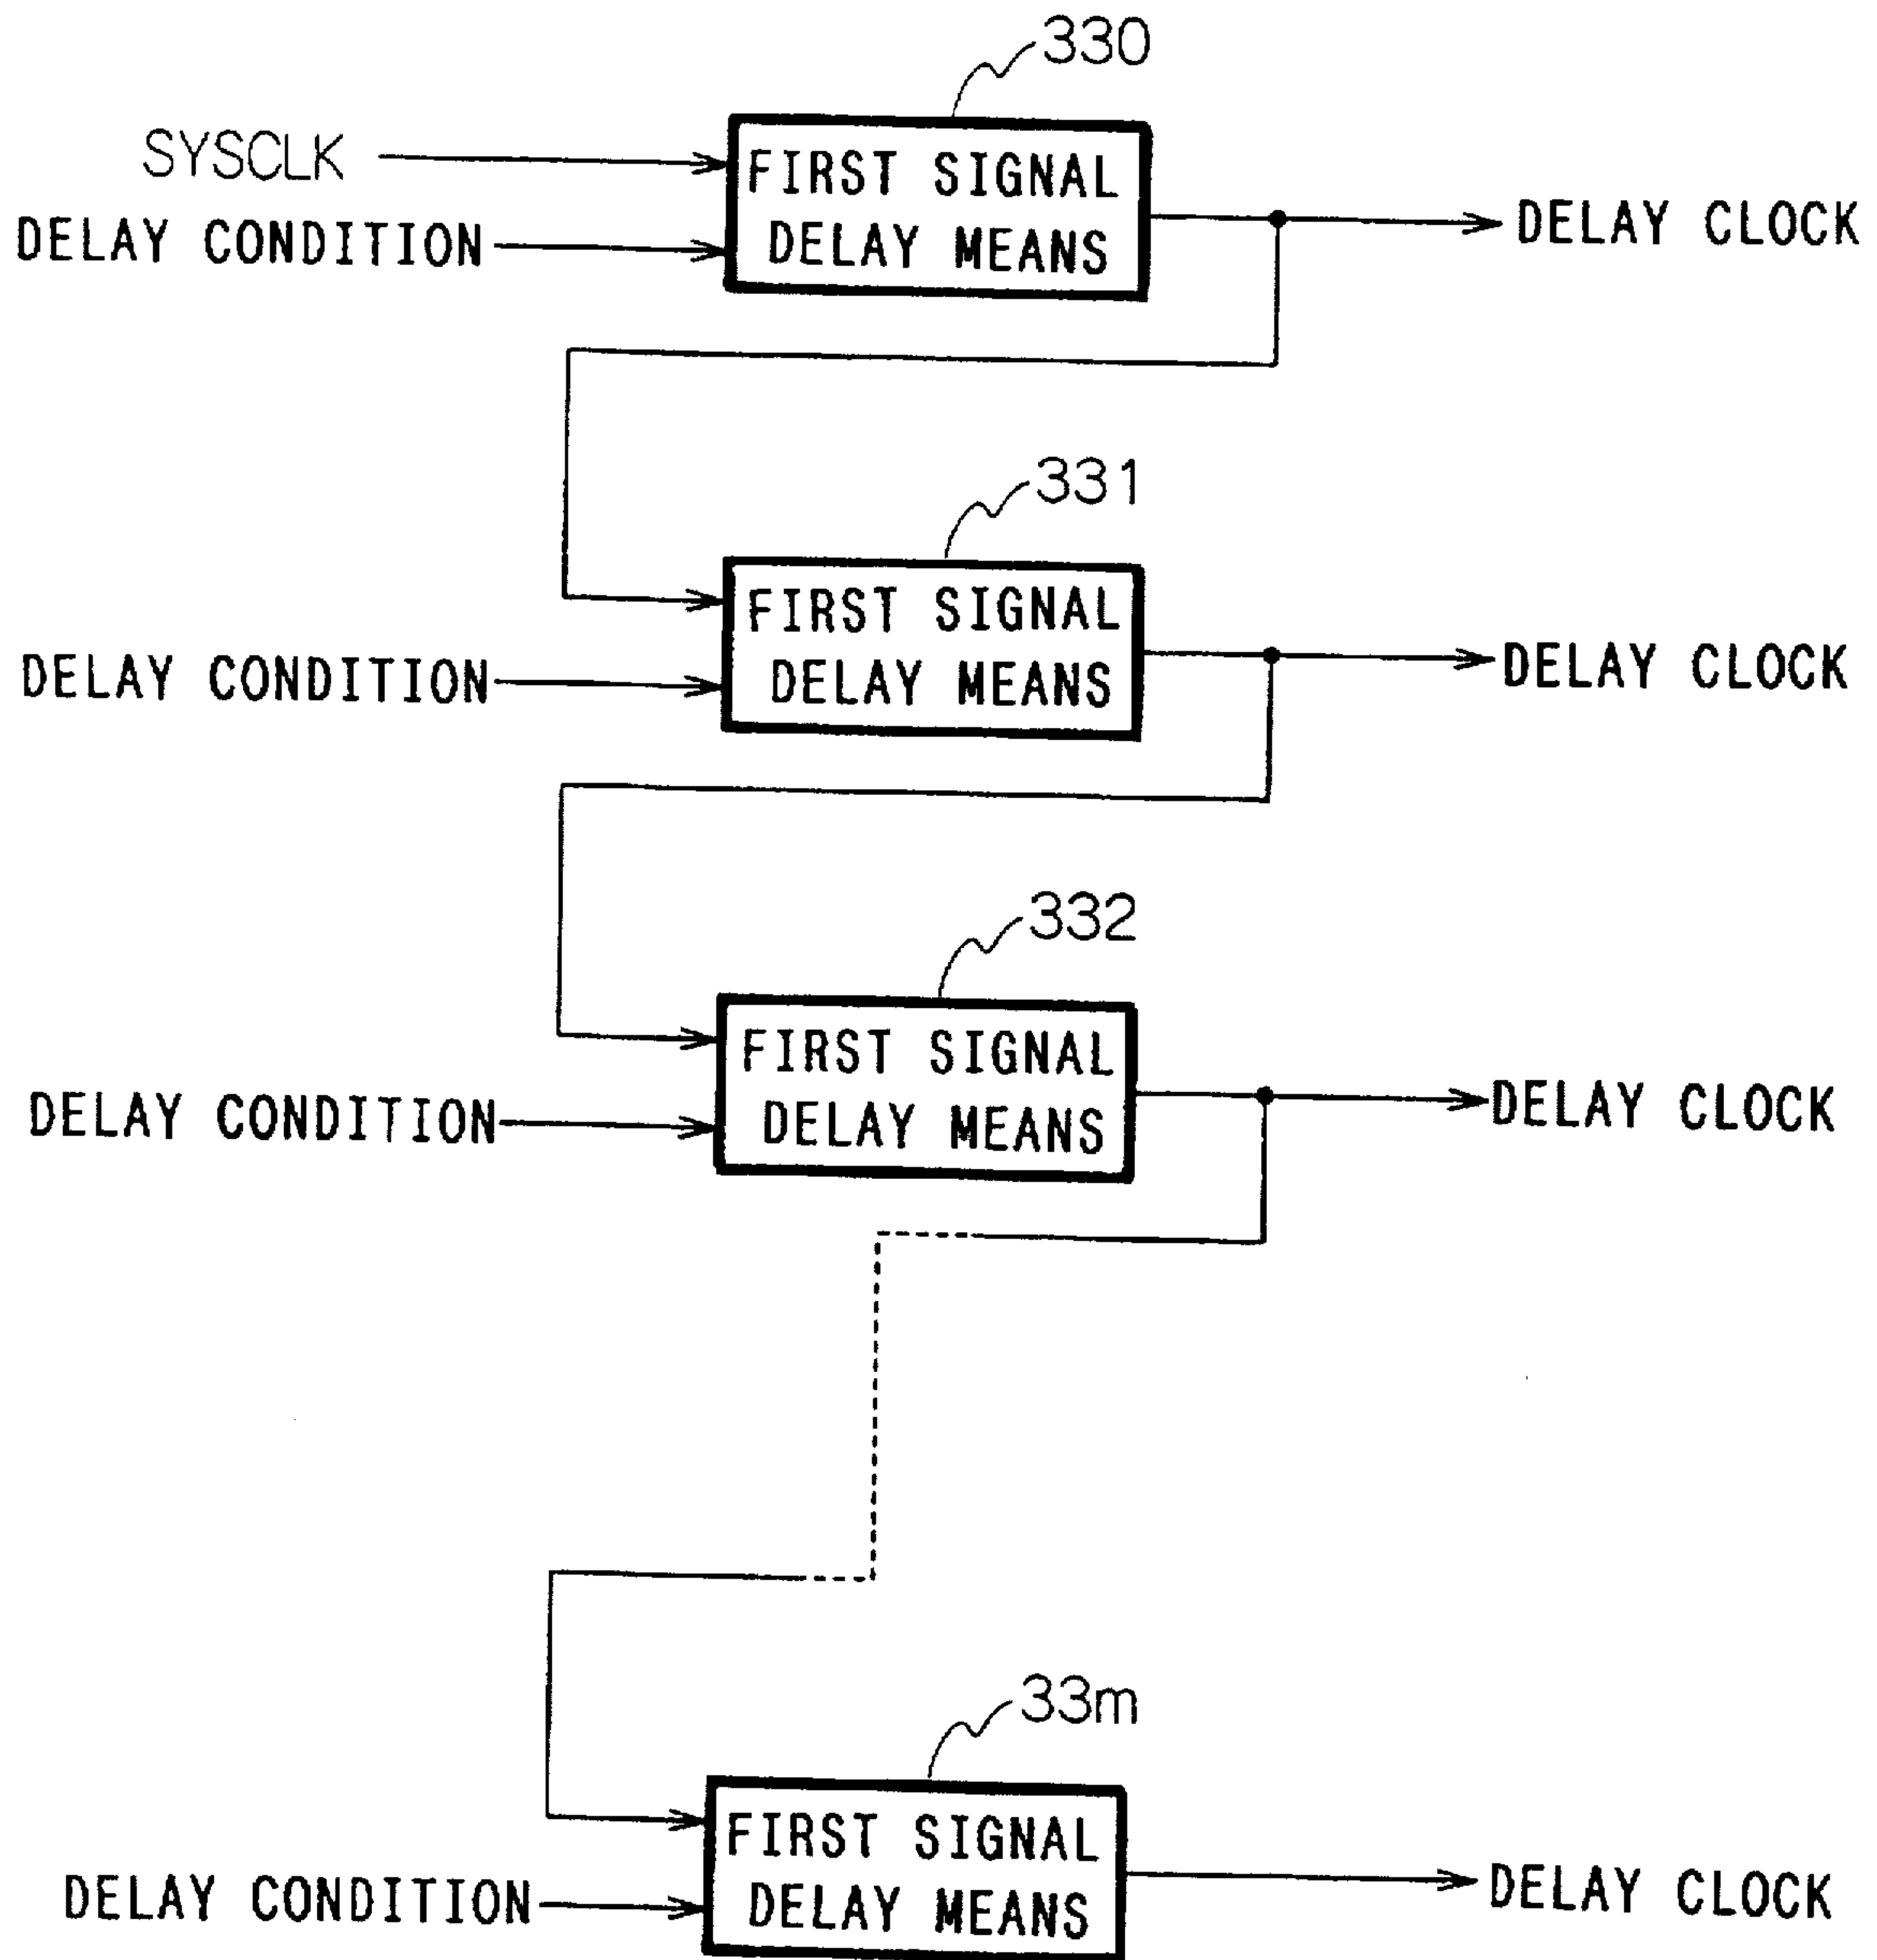 330
SYSCLK
FIRST SIGNAL
DELAY CONDITION
DELAY MEANS
DELAY CLOCK
331
FIRST SIGNAL
DELAY CONDITION
DELAY MEANS
DELAY CLOCK
332
FIRST SIGNAL
DELAY CONDITION
DELAY MEANS
DELAY CLOCK
33m
FIRST SIGNAL
DELAY CONDITION
DELAY MEANS
DELAY CLOCK